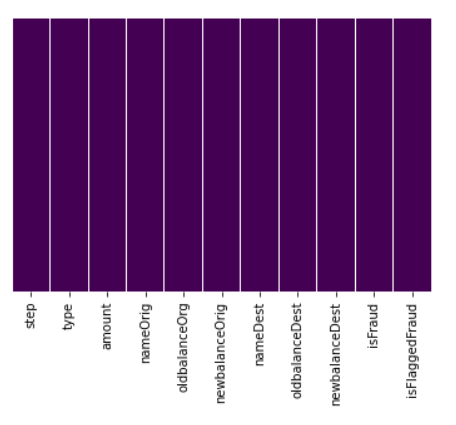 step
type
amount
nameOrig
oldbalanceOrg
newbalanceOrig
nameDest
oldbalanceDest
newbalanceDest
isFraud
isFlaggedFraud